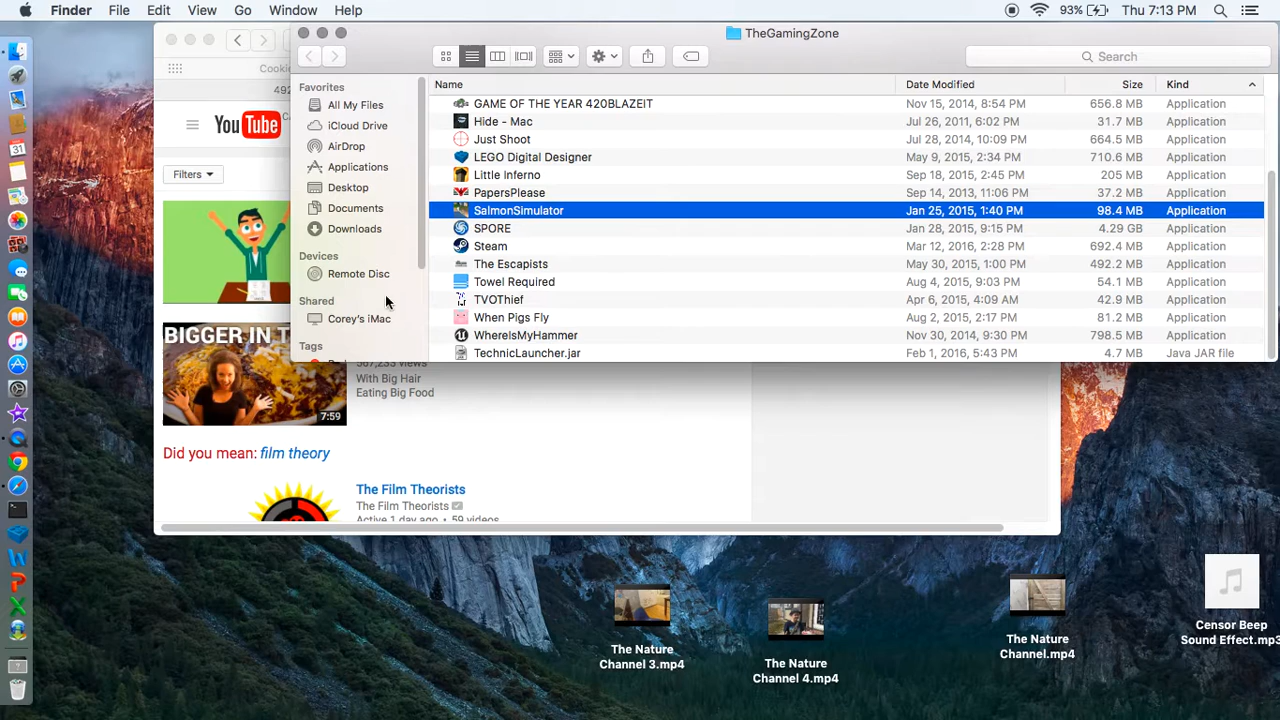 Finder File Edit View Go Window Help 93% Thu 7:13 PM
TheGamingZone
Search
Favorites
All My Files
iCloud Drive
AirDrop
Applications
Desktop
Documents
Downloads
Devices
Remote Disc
Shared
Corey's iMac
Tags
Name Date Modified Size Kind
GAME OF THE YEAR 420BLAZEIT Nov 15, 2014, 8:54 PM 656.8 MB Application
Hide - Mac Jul 26, 2011, 6:02 PM 31.7 MB Application
Just Shoot Jul 28, 2014, 10:09 PM 664.5 MB Application
LEGO Digital Designer May 9, 2015, 2:34 PM 710.6 MB Application
Little Inferno Sep 18, 2015, 2:45 PM 205 MB Application
PapersPlease Sep 14, 2013, 11:06 PM 37.2 MB Application
SalmonSimulator Jan 25, 2015, 1:40 PM 98.4 MB Application
SPORE Jan 28, 2015, 9:15 PM 4.29 GB Application
Steam Mar 12, 2016, 2:28 PM 692.4 MB Application
The Escapists May 30, 2015, 1:00 PM 492.2 MB Application
Towel Required Aug 4, 2015, 9:03 PM 54.1 MB Application
TVOThief Apr 6, 2015, 4:09 AM 42.9 MB Application
When Pigs Fly Aug 2, 2015, 2:17 PM 81.2 MB Application
WhereIsMyHammer Nov 30, 2014, 9:30 PM 798.5 MB Application
TechnicLauncher.jar Feb 1, 2016, 5:43 PM 4.7 MB Java JAR file
Cookie
492
YouTube CA
Filters
BIGGER IN T
7:59
567,235 views
With Big Hair
Eating Big Food
Did you mean: film theory
The Film Theorists
The Film Theorists
Active 1 day ago • 59 videos
The Nature
Channel 3.mp4
The Nature
Channel 4.mp4
The Nature
Channel.mp4
Censor Beep
Sound Effect.mp3
31